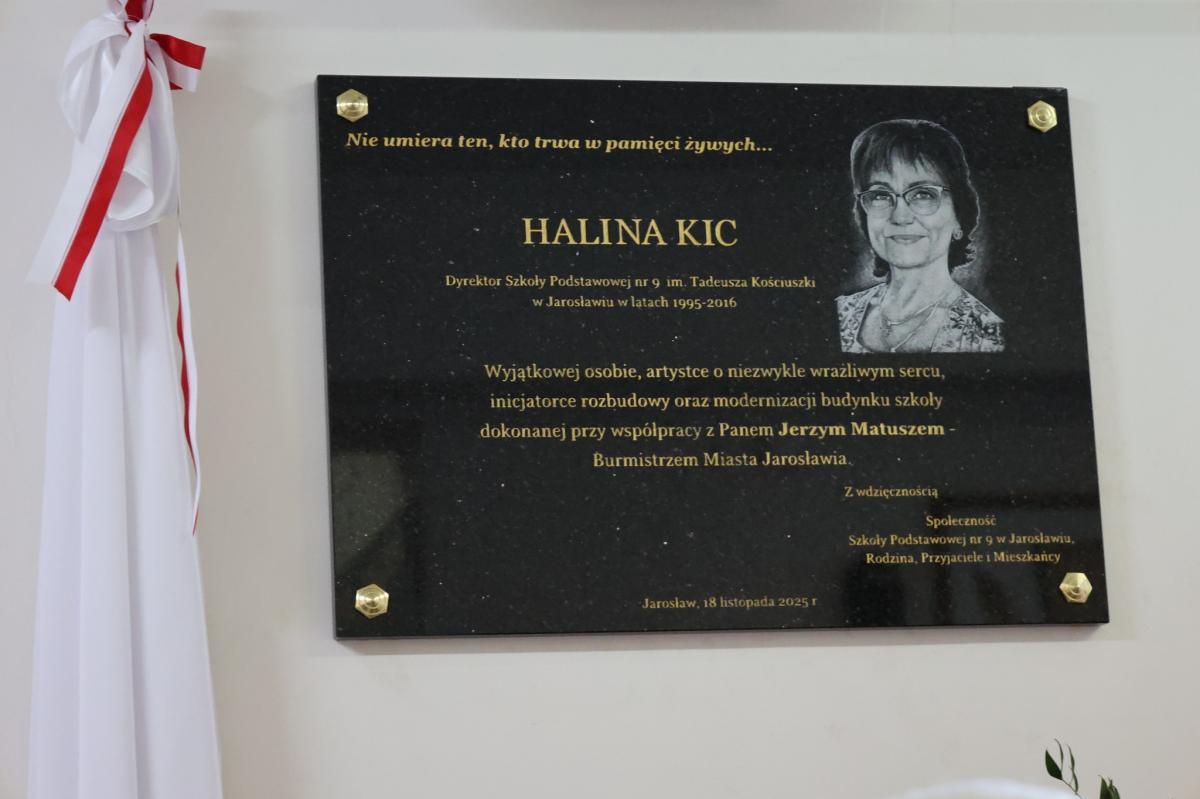 Nie umiera ten, kto trwa w pamięci żywych...
HALINA KIC
Dyrektor Szkoły Podstawowej nr 9 im. Tadeusza Kościuszki
w Jarosławiu w latach 1995-2016
Wyjątkowej osobie, artystce o niezwykle wrażliwym sercu,
inicjatorce rozbudowy oraz modernizacji budynku szkoły
dokonanej przy współpracy z Panem Jerzym Matuszem -
Burmistrzem Miasta Jarosławia.
Z wdzięcznością
Społeczność
Szkoły Podstawowej nr 9 w Jarosławiu,
Rodzina, Przyjaciele i Mieszkańcy
Jarosław, 18 listopada 2025 r